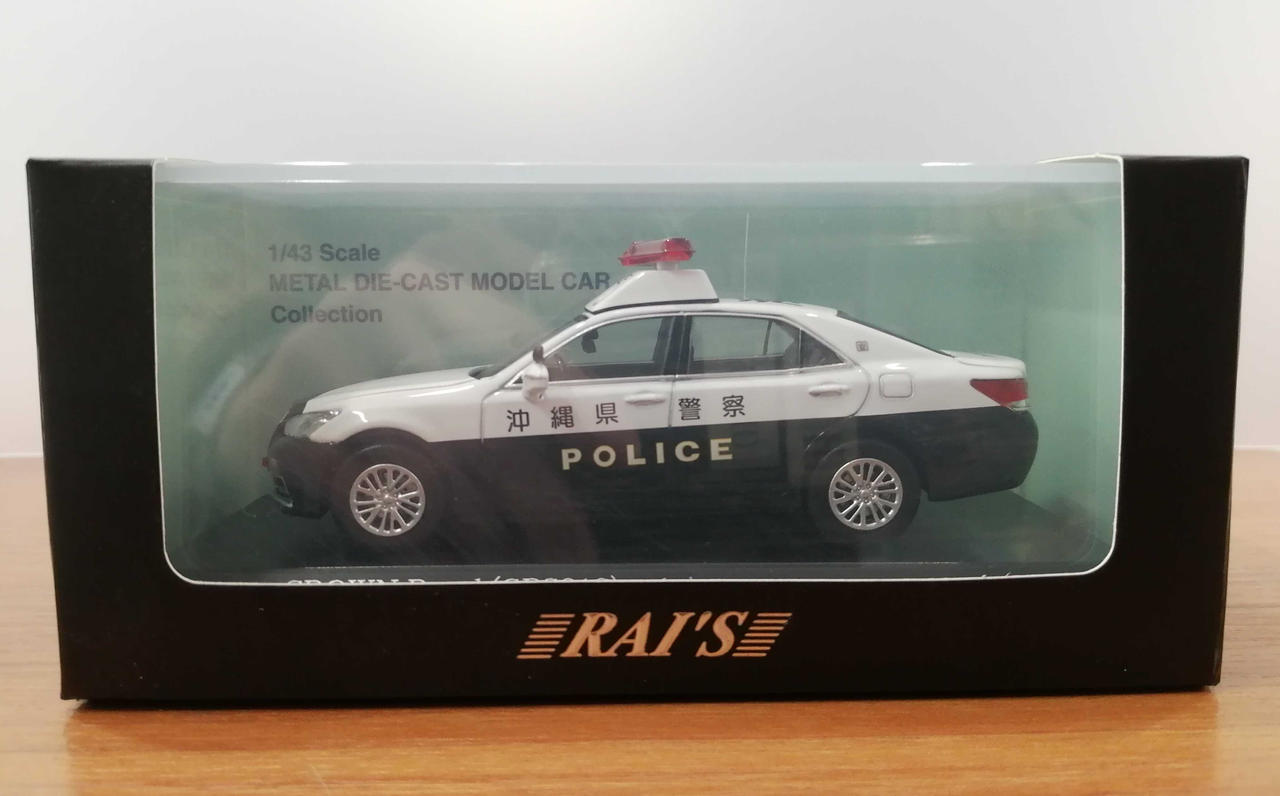 1/43 Scale
METAL DIE-CAST MODEL CAR
Collection
沖縄県 警察
POLICE
RAI'S